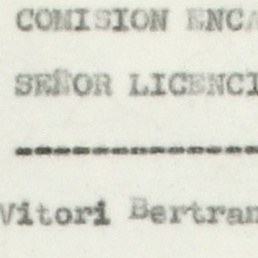 COMISION ENCA
SEÑOR LICENCI
--------------
Vitori Bertran